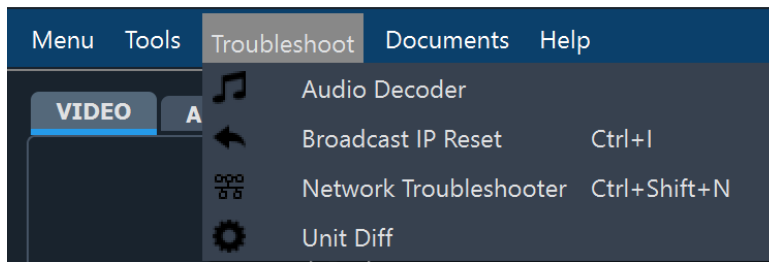 Menu Tools Troubleshoot Documents Help
VIDEO A
Audio Decoder
Broadcast IP Reset Ctrl+I
Network Troubleshooter Ctrl+Shift+N
Unit Diff